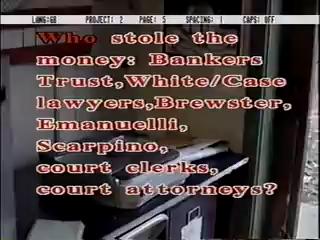 LANG:GB PROJECT: 2 PAGE: 5 SPACING: 1 CAPS: OFF
Who stole the
money: Bankers
Trust,White/Case
lawyers,Brewster,
Emanuelli,
Scarpino,
court clerks,
court attorneys?